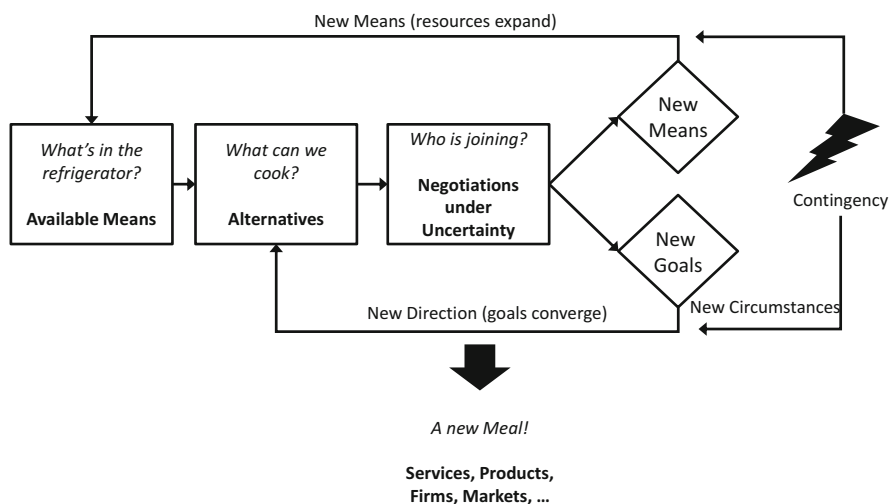 New Means (resources expand)
What's in the
refrigerator?
Available Means
What can we
cook?
Alternatives
Who is joining?
Negotiations
under
Uncertainty
New
Means
New
Goals
Contingency
New Direction (goals converge)
New Circumstances
A new Meal!
Services, Products,
Firms, Markets, ...